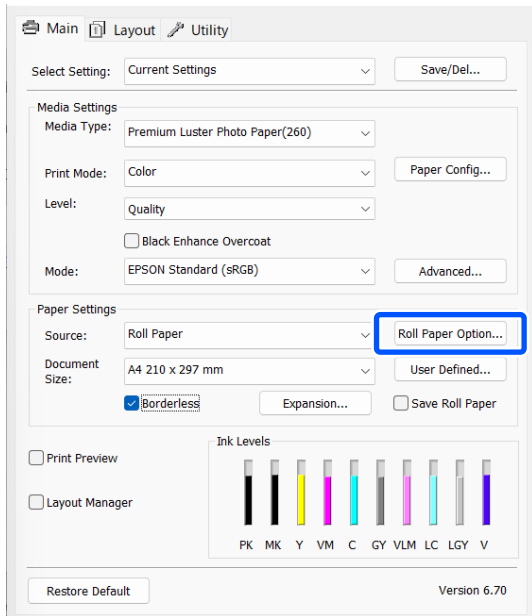 Main Layout Utility
Select Setting: Current Settings Save/Del...
Media Settings
Media Type: Premium Luster Photo Paper(260)
Print Mode: Color Paper Config...
Level: Quality
Black Enhance Overcoat
Mode: EPSON Standard (sRGB) Advanced...
Paper Settings
Source: Roll Paper Roll Paper Option...
Document
Size: A4 210 x 297 mm User Defined...
Borderless Expansion... Save Roll Paper
Print Preview
Layout Manager
Ink Levels
PK MK Y VM C GY VLM LC LGY V
Restore Default Version 6.70